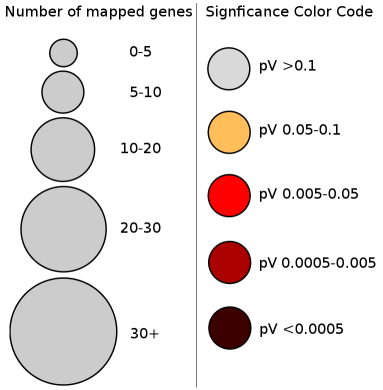 Number of mapped genes
0-5
5-10
10-20
20-30
30+
Signficance Color Code
pV >0.1
pV 0.05-0.1
pV 0.005-0.05
pV 0.0005-0.005
pV <0.0005